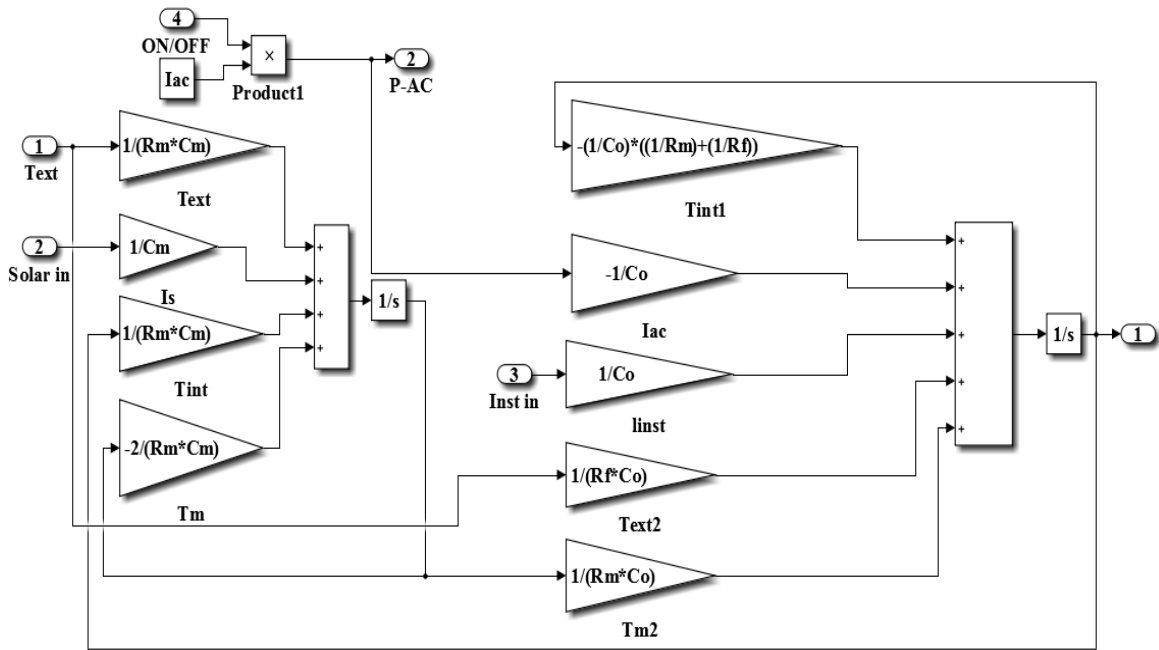 4
ON/OFF
Iac
×
Product1
2
P-AC
1
Text
1/(Rm*Cm)
Text
2
Solar in
1/Cm
Is
1/(Rm*Cm)
Tint
-2/(Rm*Cm)
Tm
+
+
+
+
1/s
-(1/Co)*((1/Rm)+(1/Rf))
Tint1
-1/Co
Iac
3
Inst in
1/Co
Iinst
1/(Rf*Co)
Text2
1/(Rm*Co)
Tm2
+
+
+
+
+
1/s
1